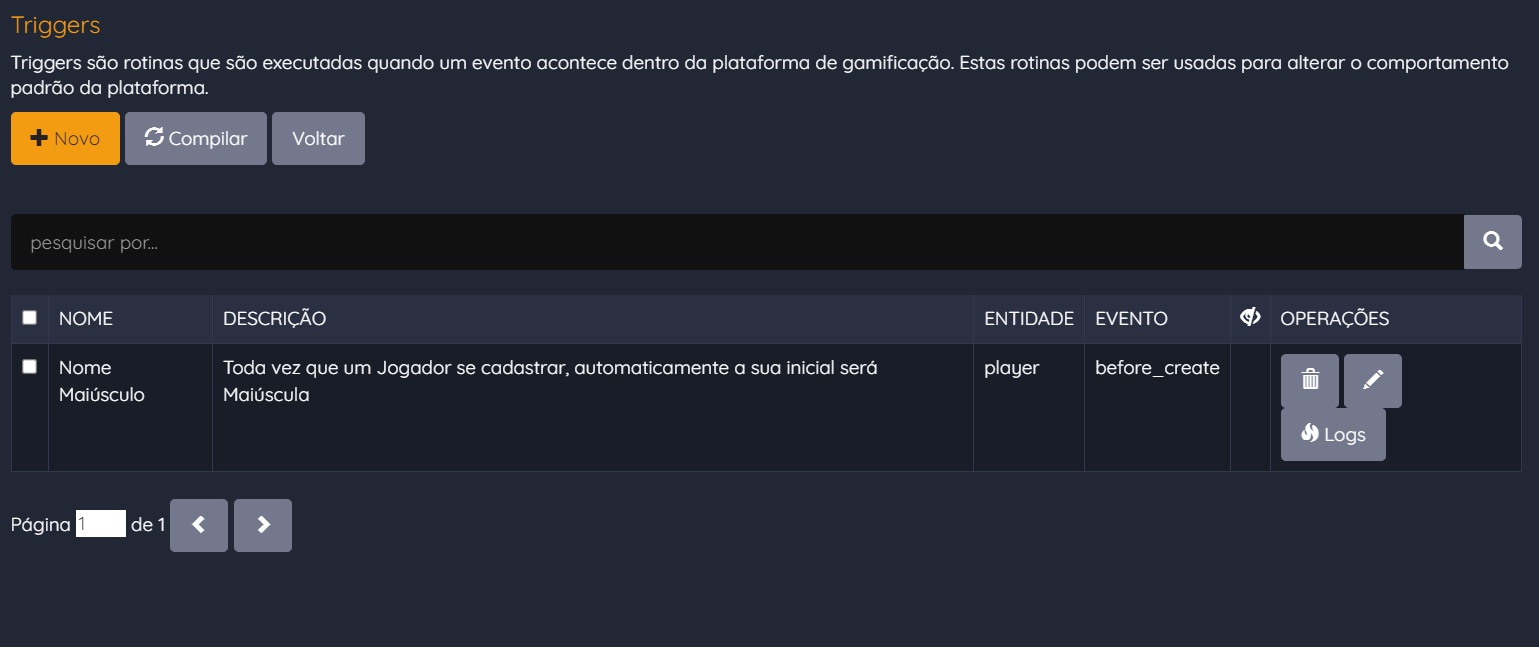 Triggers
Triggers são rotinas que são executadas quando um evento acontece dentro da plataforma de gamificação. Estas rotinas podem ser usadas para alterar o comportamento
padrão da plataforma.
Novo Compilar Voltar
pesquisar por...
NOME DESCRIÇÃO ENTIDADE EVENTO OPERAÇÕES
Nome Toda vez que um Jogador se cadastrar, automaticamente a sua inicial será player before_create
Maiúsculo Maiúscula
Logs
Página 1 de 1